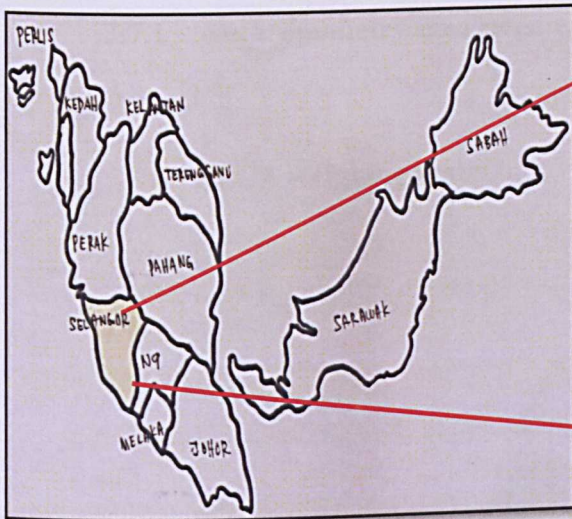 PERLIS
KEDAH
KELANTAN
TERENGGANU
PERAK
PAHANG
SELANGOR
N9
MELAKA
JOHOR
SABAH
SARAWAK